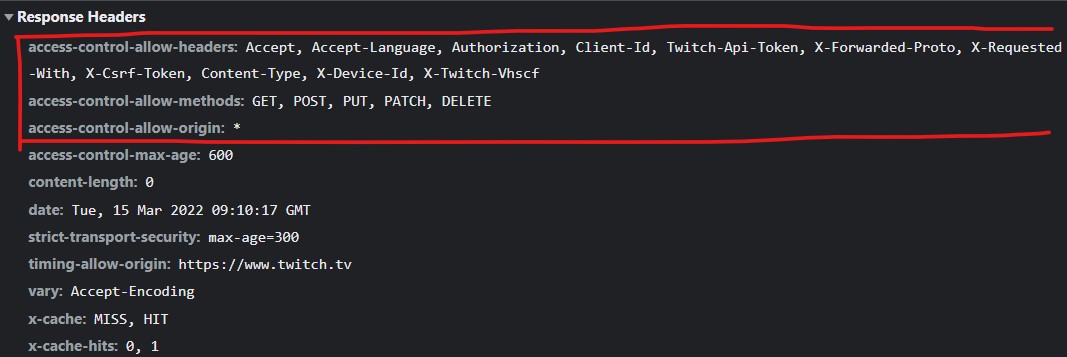 Response Headers
access-control-allow-headers: Accept, Accept-Language, Authorization, Client-Id, Twitch-Api-Token, X-Forwarded-Proto, X-Requested
-With, X-Csrf-Token, Content-Type, X-Device-Id, X-Twitch-Vhscf
access-control-allow-methods: GET, POST, PUT, PATCH, DELETE
access-control-allow-origin: *
access-control-max-age: 600
content-length: 0
date: Tue, 15 Mar 2022 09:10:17 GMT
strict-transport-security: max-age=300
timing-allow-origin: https://www.twitch.tv
vary: Accept-Encoding
x-cache: MISS, HIT
x-cache-hits: 0, 1